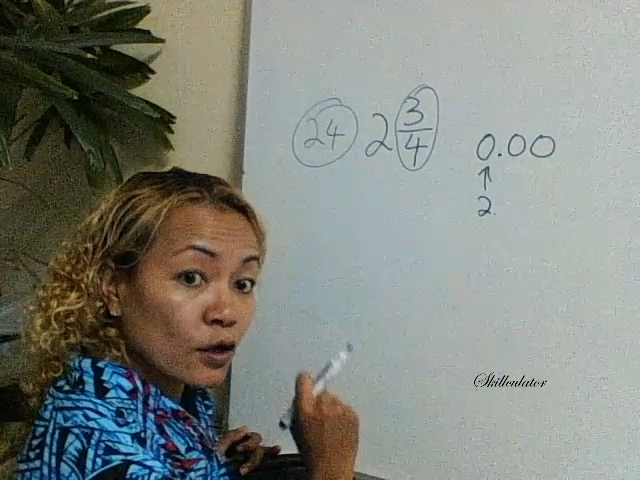 24 2 3/4 0.00
↑
2
Skillculator